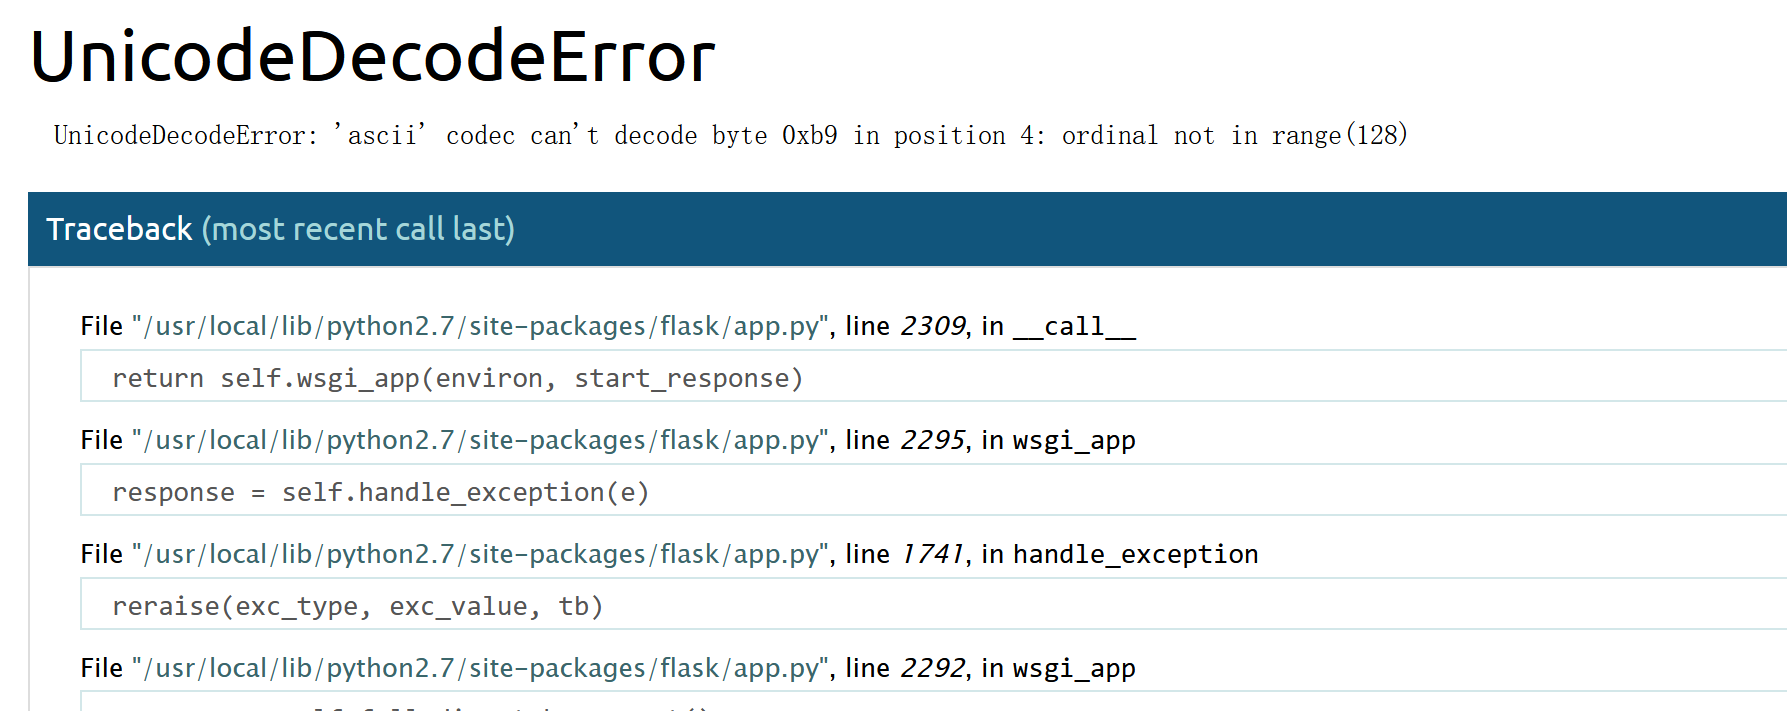 UnicodeDecodeError
UnicodeDecodeError: 'ascii' codec can't decode byte 0xb9 in position 4: ordinal not in range(128)
Traceback (most recent call last)
File "/usr/local/lib/python2.7/site-packages/flask/app.py", line 2309, in __call__
return self.wsgi_app(environ, start_response)
File "/usr/local/lib/python2.7/site-packages/flask/app.py", line 2295, in wsgi_app
response = self.handle_exception(e)
File "/usr/local/lib/python2.7/site-packages/flask/app.py", line 1741, in handle_exception
reraise(exc_type, exc_value, tb)
File "/usr/local/lib/python2.7/site-packages/flask/app.py", line 2292, in wsgi_app